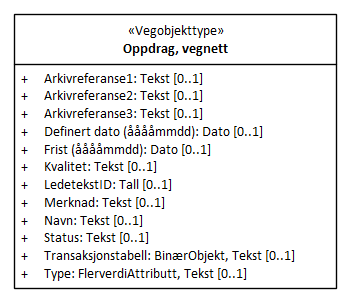 «Vegobjekttype»
Oppdrag, vegnett
+ Arkivreferanse1: Tekst [0..1]
+ Arkivreferanse2: Tekst [0..1]
+ Arkivreferanse3: Tekst [0..1]
+ Definert dato (ååååmmdd): Dato [0..1]
+ Frist (ååååmmdd): Dato [0..1]
+ Kvalitet: Tekst [0..1]
+ LedetekstID: Tall [0..1]
+ Merknad: Tekst [0..1]
+ Navn: Tekst [0..1]
+ Status: Tekst [0..1]
+ Transaksjonstabell: BinærObjekt, Tekst [0..1]
+ Type: FlerverdiAttributt, Tekst [0..1]